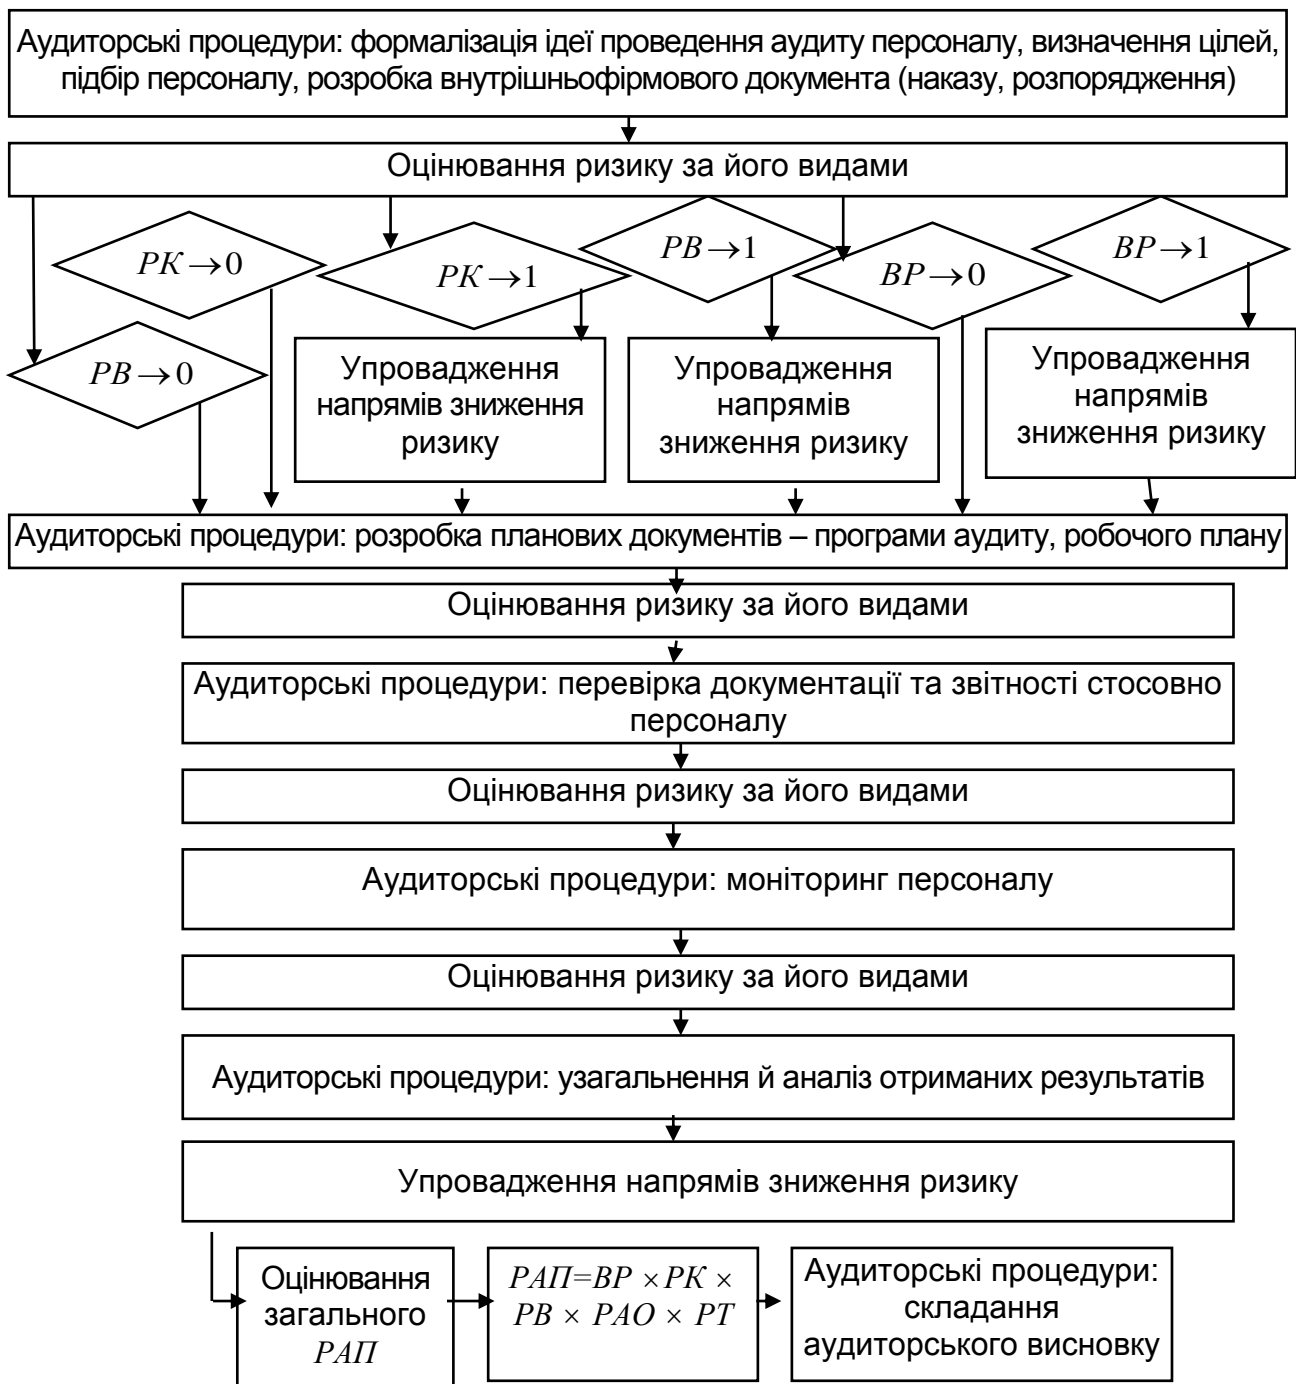 Аудиторські процедури: формалізація ідеї проведення аудиту персоналу, визначення цілей,
підбір персоналу, розробка внутрішньофірмового документа (наказу, розпорядження)
Оцінювання ризику за його видами
РК→0
РК→1
РВ→1
ВР→0
ВР→1
РВ→0
Упровадження
напрямів зниження
ризику
Упровадження
напрямів
зниження ризику
Упровадження
напрямів
зниження ризику
Аудиторські процедури: розробка планових документів – програми аудиту, робочого плану
Оцінювання ризику за його видами
Аудиторські процедури: перевірка документації та звітності стосовно
персоналу
Оцінювання ризику за його видами
Аудиторські процедури: моніторинг персоналу
Оцінювання ризику за його видами
Аудиторські процедури: узагальнення й аналіз отриманих результатів
Упровадження напрямів зниження ризику
Оцінювання
загального
РАП
РАП=ВР ×РК ×
РВ × РАО × РТ
Аудиторські процедури:
складання
аудиторського висновку